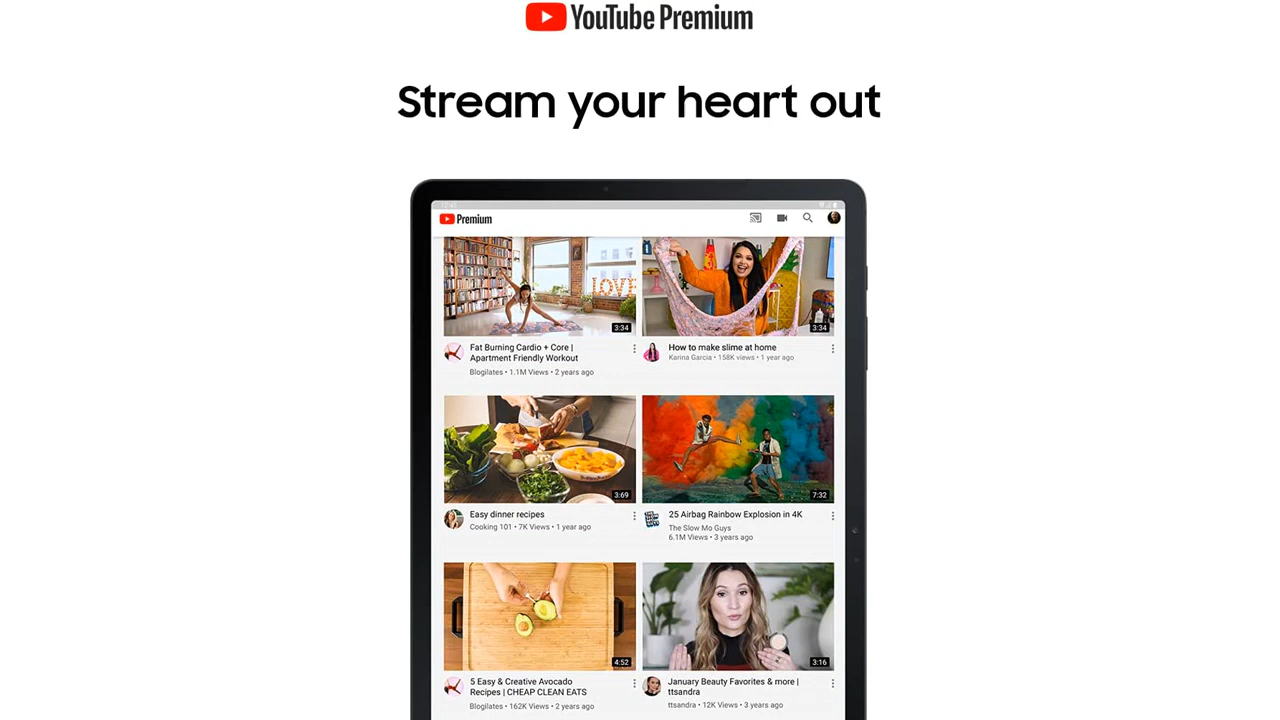 YouTube Premium
Stream your heart out
Premium
LOVE
3:34
3:34
Fat Burning Cardio + Core |
Apartment Friendly Workout
Blogilates • 1.1M Views • 2 years ago
How to make slime at home
Karina Garcia • 158K views • 1 year ago
3:69
7:32
Easy dinner recipes
Cooking 101 • 7K Views • 1 year ago
25 Airbag Rainbow Explosion in 4K
The Slow Mo Guys
6.1M Views • 3 years ago
4:52
3:16
5 Easy & Creative Avocado
Recipes | CHEAP CLEAN EATS
Blogilates • 162K Views • 2 years ago
January Beauty Favorites & more |
ttsandra
ttsandra • 12K Views • 3 years ago